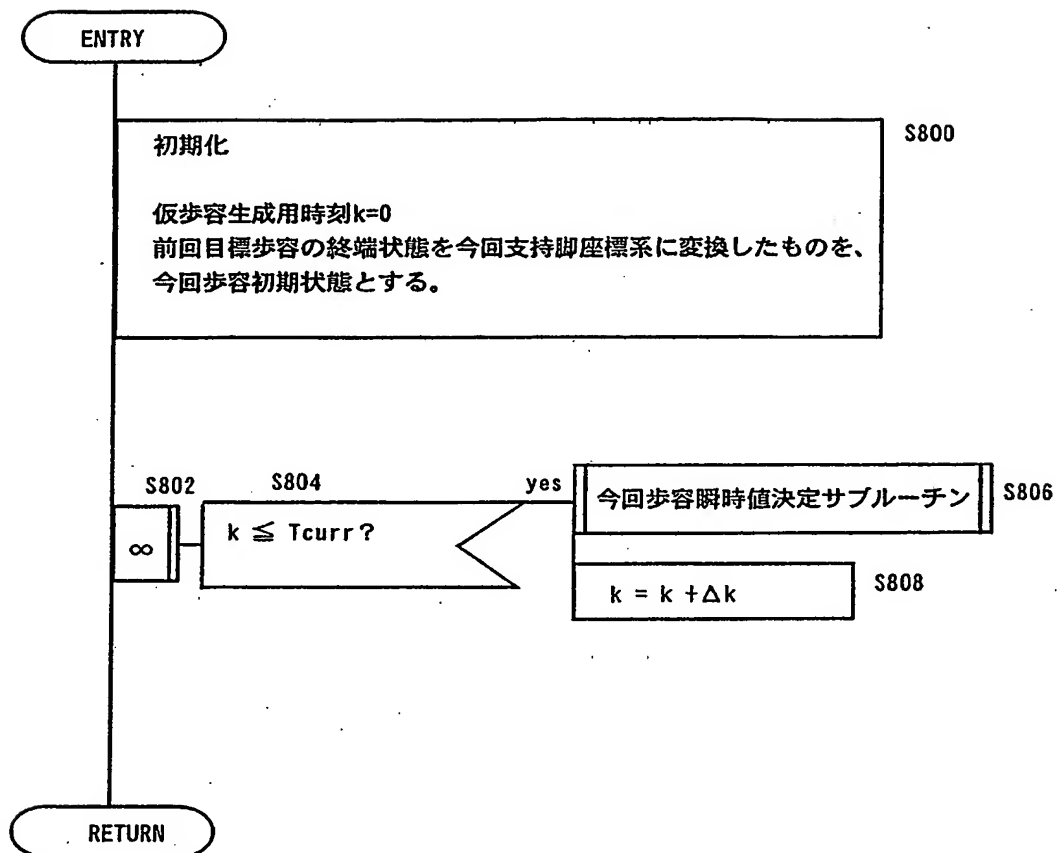 ENTRY
S800
初期化
仮歩容生成用時刻k=0
前回目標歩容の終端状態を今回支持脚座標系に変換したものを、
今回歩容初期状態とする。
S802
∞
S804
k ≦ Tcurr?
yes
今回歩容瞬時値決定サブルーチン
S806
k = k +Δk
S808
RETURN